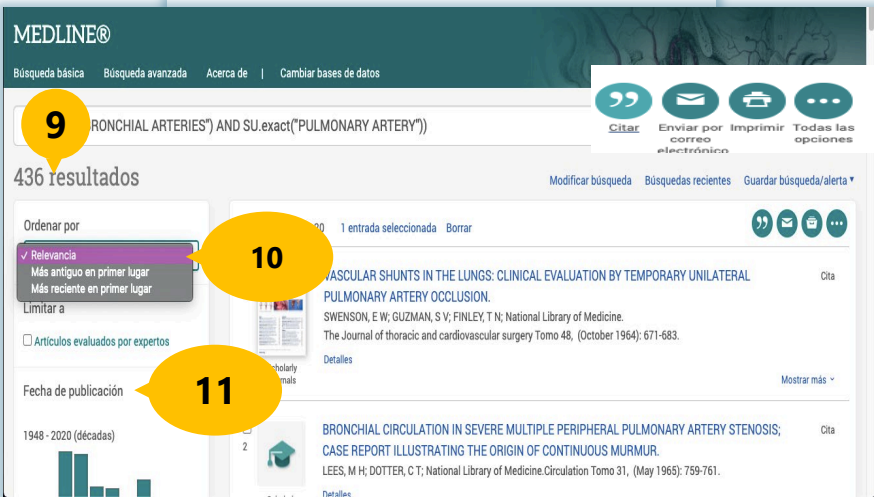 MEDLINE®
Búsqueda básica Búsqueda avanzada Acerca de | Cambiar bases de datos
Citar Enviar por correo electrónico Imprimir Todas las opciones
9
BRONCHIAL ARTERIES") AND SU.exact("PULMONARY ARTERY"))
436 resultados
Modificar búsqueda Búsquedas recientes Guardar búsqueda/alerta
Ordenar por
1 entrada seleccionada Borrar
✓ Relevancia
Más antiguo en primer lugar
Más reciente en primer lugar
10
Limitar a
Artículos evaluados por expertos
VASCULAR SHUNTS IN THE LUNGS: CLINICAL EVALUATION BY TEMPORARY UNILATERAL
PULMONARY ARTERY OCCLUSION.
Cita
SWENSON, E W; GUZMAN, S V; FINLEY, T N; National Library of Medicine.
The Journal of thoracic and cardiovascular surgery Tomo 48, (October 1964): 671-683.
Detalles
Mostrar más
Fecha de publicación
11
1948 - 2020 (décadas)
2
BRONCHIAL CIRCULATION IN SEVERE MULTIPLE PERIPHERAL PULMONARY ARTERY STENOSIS;
CASE REPORT ILLUSTRATING THE ORIGIN OF CONTINUOUS MURMUR.
Cita
LEES, M H; DOTTER, C T; National Library of Medicine.Circulation Tomo 31, (May 1965): 759-761.
Detalles